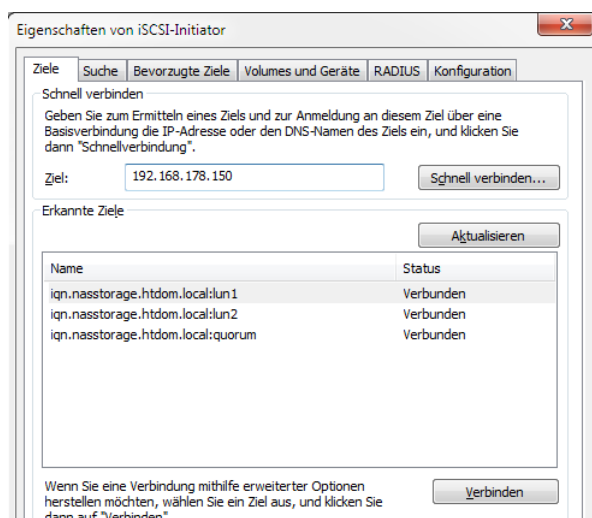 Eigenschaften von iSCSI-Initiator
Ziele Suche Bevorzugte Ziele Volumes und Geräte RADIUS Konfiguration
Schnell verbinden
Geben Sie zum Ermitteln eines Ziels und zur Anmeldung an diesem Ziel über eine
Basisverbindung die IP-Adresse oder den DNS-Namen des Ziels ein, und klicken Sie
dann "Schnellverbindung".
Ziel: 192.168.178.150 Schnell verbinden...
Erkannte Ziele
Aktualisieren
Name Status
iqn.nasstorage.htdom.local:lun1 Verbunden
iqn.nasstorage.htdom.local:lun2 Verbunden
iqn.nasstorage.htdom.local:quorum Verbunden
Wenn Sie eine Verbindung mithilfe erweiterter Optionen
herstellen möchten, wählen Sie ein Ziel aus, und klicken Sie
Verbinden
dann auf "Verbinden"